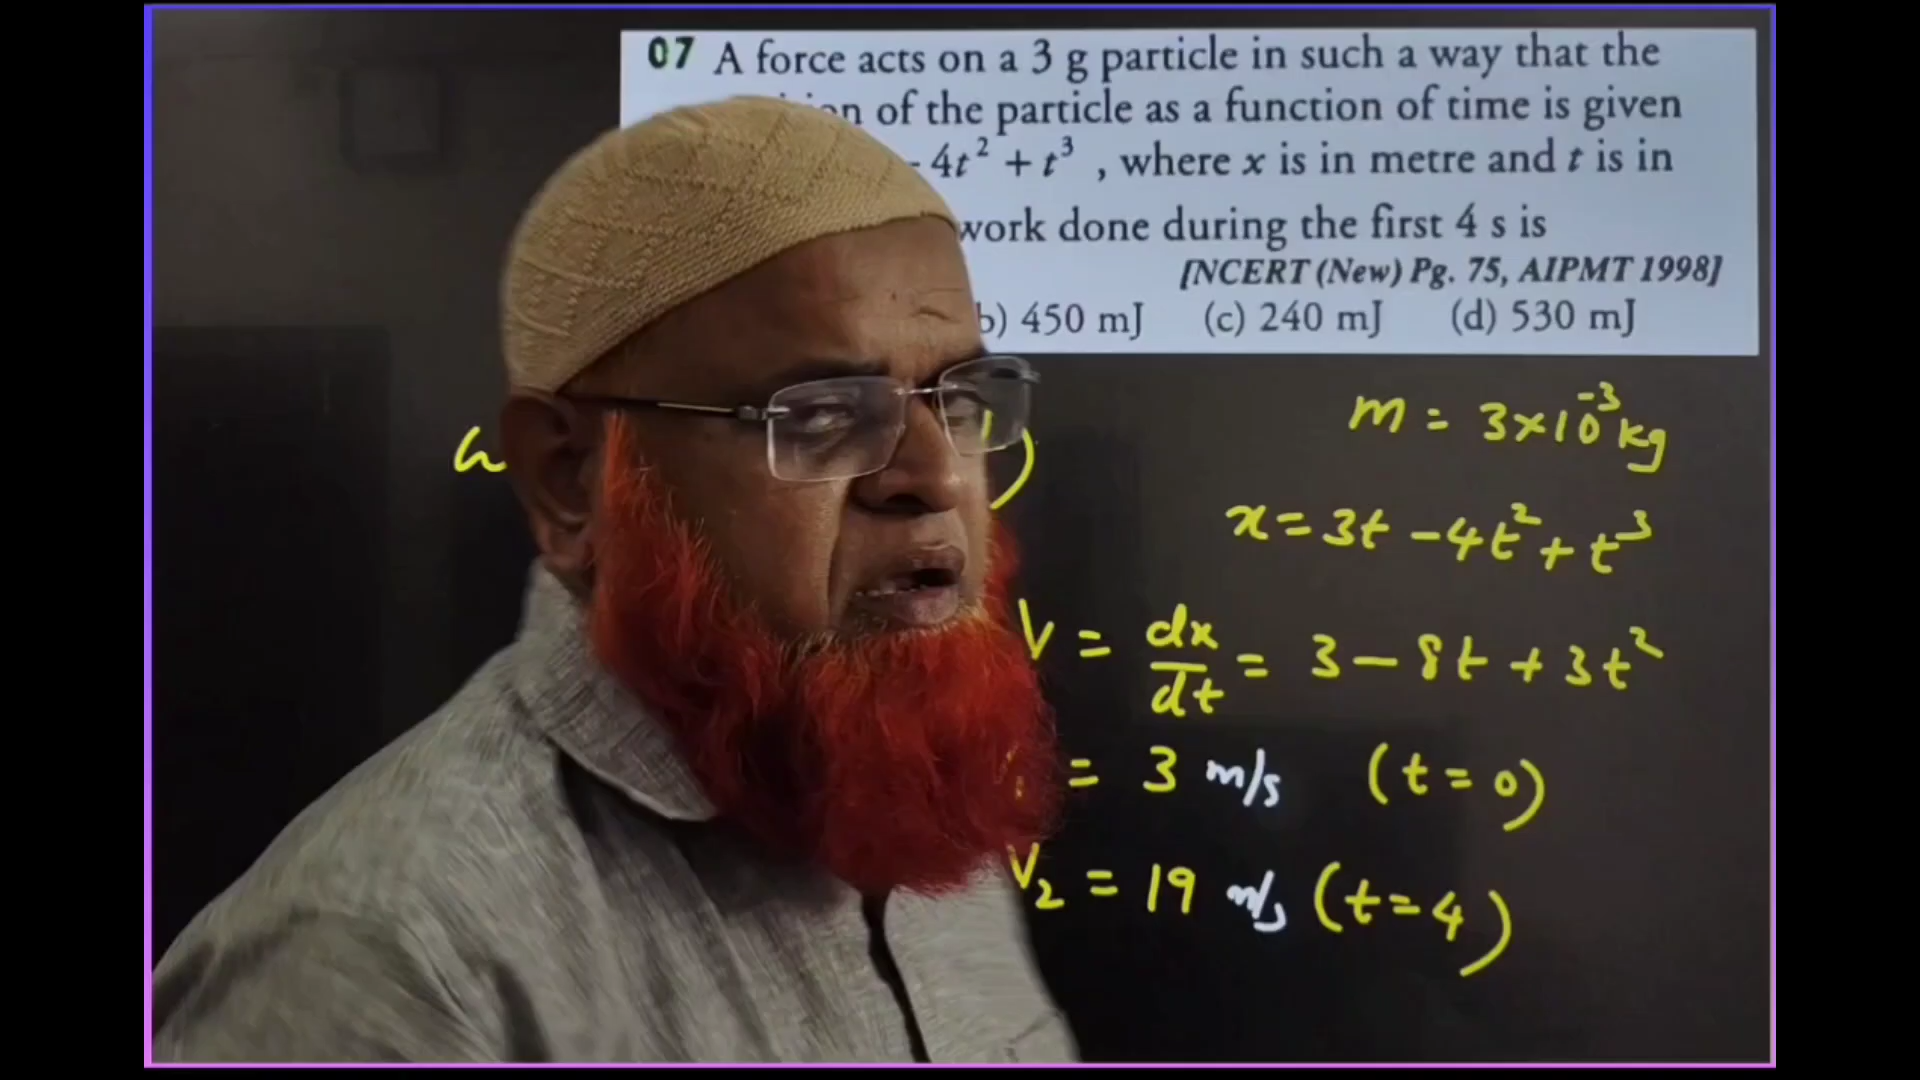 07 A force acts on a 3 g particle in such a way that the
of the particle as a function of time is given
4t² + t³ , where x is in metre and t is in
work done during the first 4 s is
[NCERT (New) Pg. 75, AIPMT 1998]
b) 450 mJ (c) 240 mJ (d) 530 mJ
m = 3×10⁻³ kg
x = 3t − 4t² + t³
V = dx/dt = 3 − 8t + 3t²
= 3 m/s (t = 0)
V₂ = 19 m/s (t = 4)